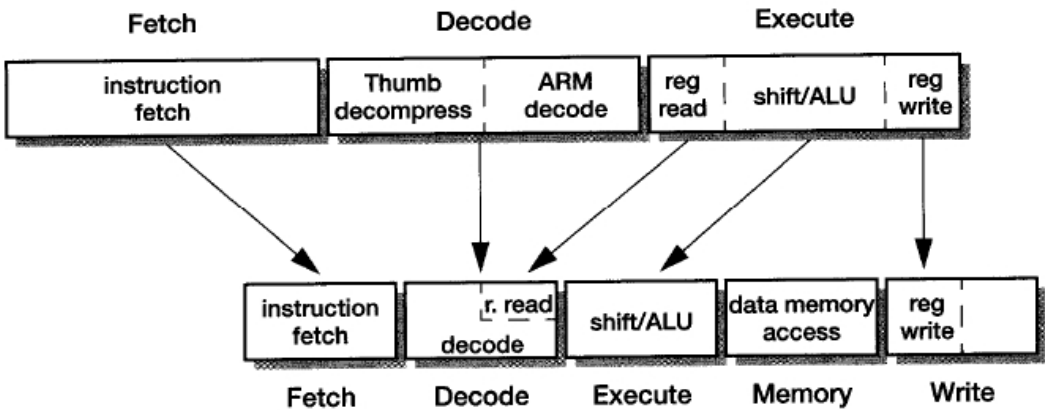 Fetch
Decode
Execute
instruction
fetch
Thumb
decompress
ARM
decode
reg
read
shift/ALU
reg
write
instruction
fetch
r. read
decode
shift/ALU
data memory
access
reg
write
Fetch
Decode
Execute
Memory
Write